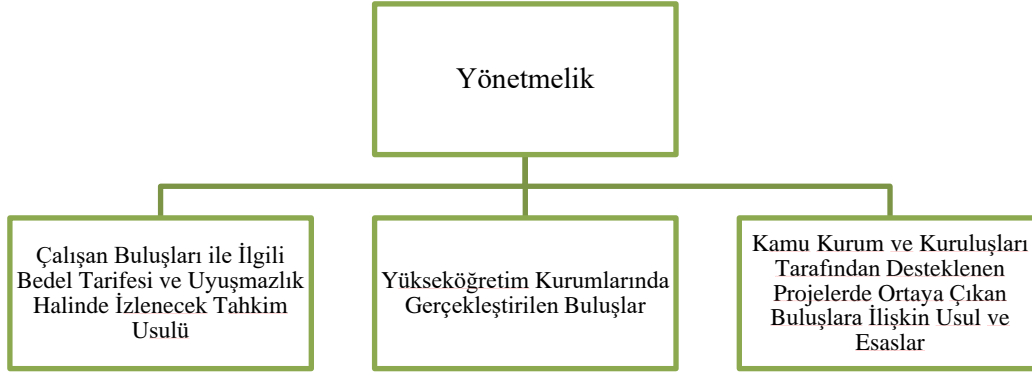 Yönetmelik
Çalışan Buluşları ile İlgili
Bedel Tarifesi ve Uyuşmazlık
Halinde İzlenecek Tahkim
Usulü
Yükseköğretim Kurumlarında
Gerçekleştirilen Buluşlar
Kamu Kurum ve Kuruluşları
Tarafından Desteklenen
Projelerde Ortaya Çıkan
Buluşlara İlişkin Usul ve
Esaslar